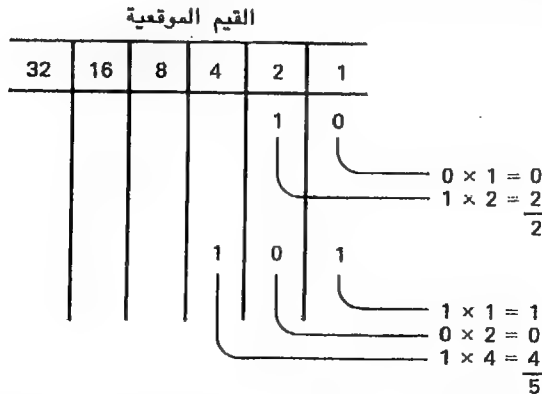 القيم الموقعية
32 16 8 4 2 1
1 0
0 × 1 = 0
1 × 2 = 2
2
1 0 1
1 × 1 = 1
0 × 2 = 0
1 × 4 = 4
5